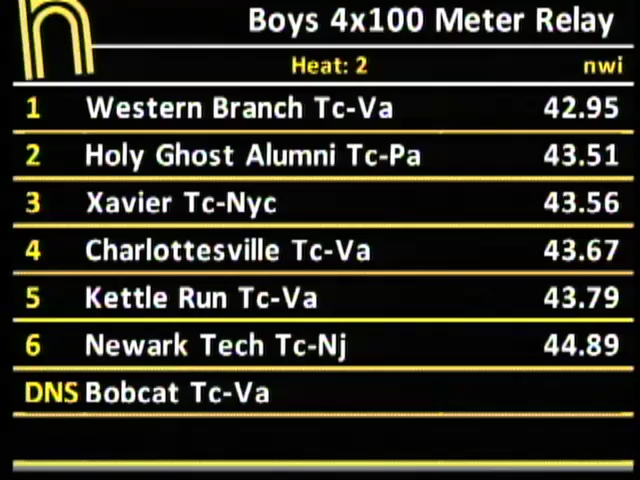 Boys 4x100 Meter Relay
Heat: 2 nwi
1 Western Branch Tc-Va 42.95
2 Holy Ghost Alumni Tc-Pa 43.51
3 Xavier Tc-Nyc 43.56
4 Charlottesville Tc-Va 43.67
5 Kettle Run Tc-Va 43.79
6 Newark Tech Tc-Nj 44.89
DNS Bobcat Tc-Va